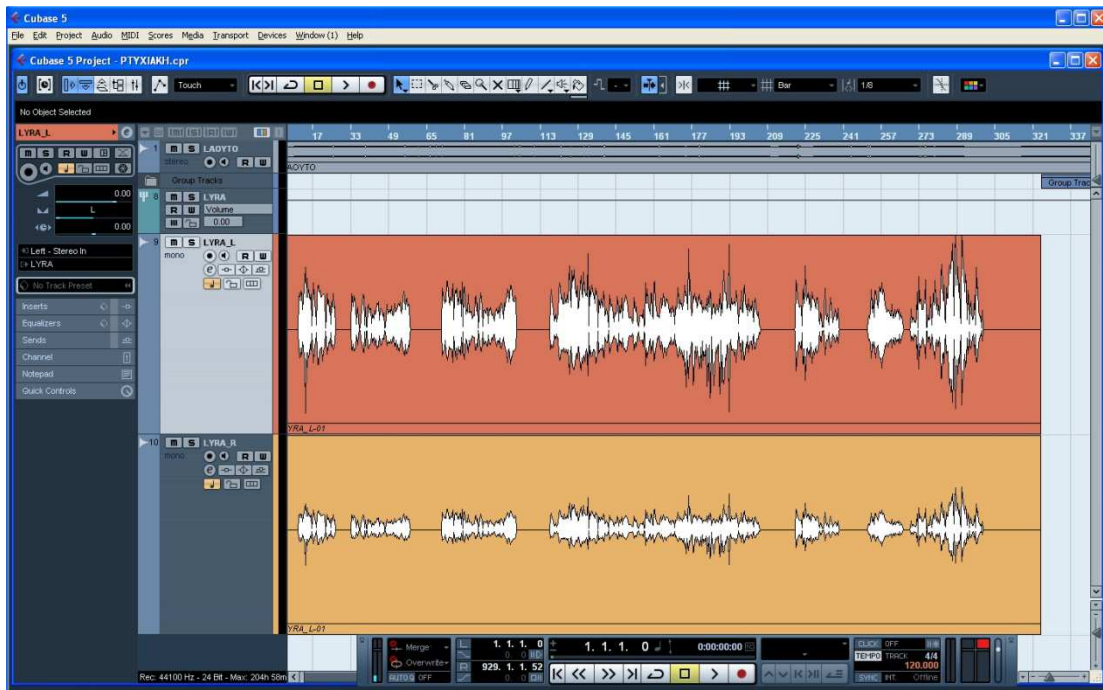 Cubase 5
File Edit Project Audio MIDI Scores Media Transport Devices Window (1) Help
Cubase 5 Project - ΡΤΥΧΙΑΚΗ.cpr
Touch
Bar
1/8
No Object Selected
LYRA_L
17 33 49 65 81 97 113 129 145 161 177 193 209 225 241 257 273 289 305 321 337
m S R W
0.00
L
0.00
Left - Stereo In
LYRA
No Track Preset
Inserts
Equalizers
Sends
Channel
Notepad
Quick Controls
1 m S LAOYTO
stereo R W
AOYTO
Group Tracks
Group Trac
8 m S LYRA
R W Volume
0.00
9 m S LYRA_L
mono R W
YRA_L-01
10 m S LYRA_R
mono R W
YRA_L-01
Rec: 44100 Hz - 24 Bit - Max: 204h 58m
Merge
Overwrite
AUTO Q OFF
L 1. 1. 1. 0
0 0
R 929. 1. 1. 52
0 0
1. 1. 1. 0
0:00:00:00
CLICK OFF
TEMPO TRACK 4/4
120.000
SYNC INT. Offline